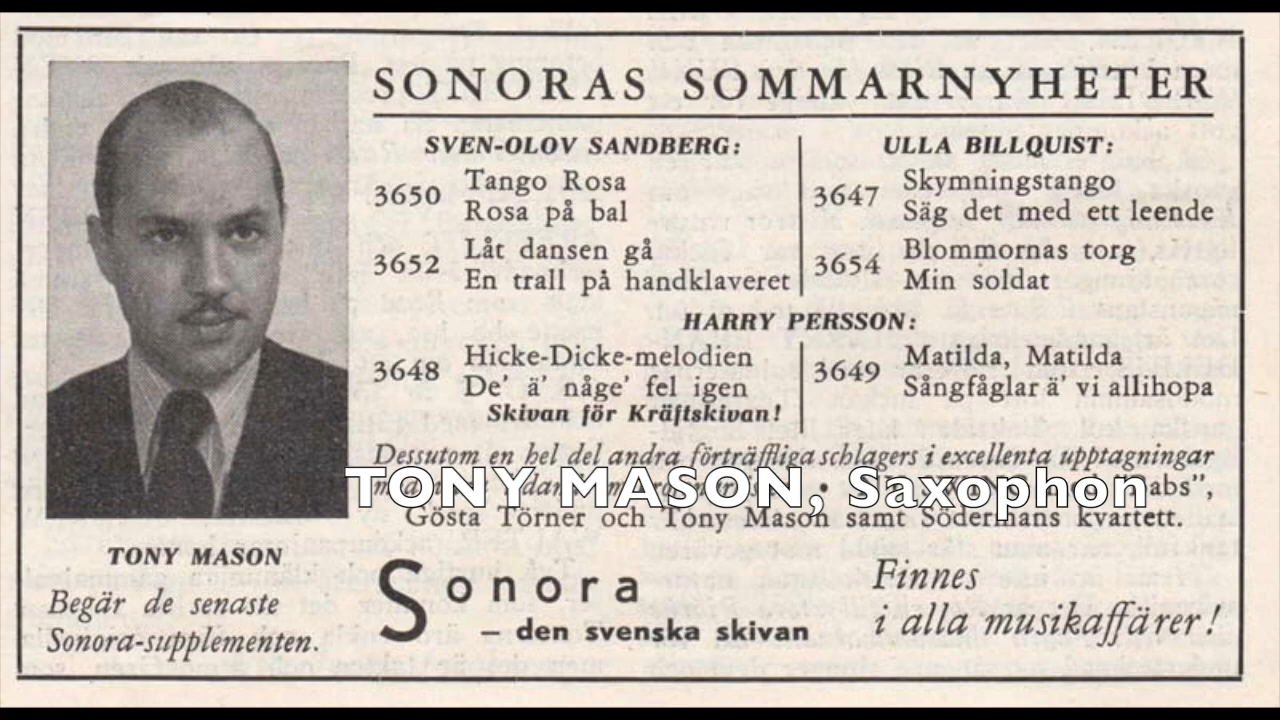 SONORAS SOMMARNYHETER
SVEN-OLOV SANDBERG:
3650 Tango Rosa
Rosa på bal
3652 Låt dansen gå
En trall på handklaveret
ULLA BILLQUIST:
3647 Skymningstango
Säg det med ett leende
3654 Blommornas torg
Min soldat
HARRY PERSSON:
3648 Hicke-Dicke-melodien
De' ä' någe' fel igen
Skivan för Kräftskivan!
3649 Matilda, Matilda
Sångfåglar ä' vi allihopa
Dessutom en hel del andra förträffliga schlagers i excellenta upptagningar
TONY MASON, Saxophon
Gösta Törner och Tony Mason samt Södermans kvartett.
TONY MASON
Begär de senaste
Sonora-supplementen.
Sonora
– den svenska skivan
Finnes
i alla musikaffärer!